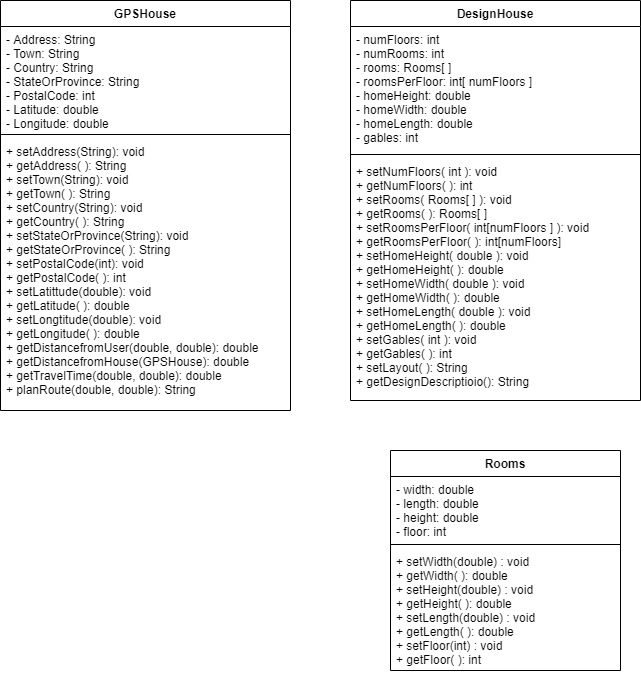 GPSHouse
- Address: String
- Town: String
- Country: String
- StateOrProvince: String
- PostalCode: int
- Latitude: double
- Longitude: double
+ setAddress(String): void
+ getAddress( ): String
+ setTown(String): void
+ getTown( ): String
+ setCountry(String): void
+ getCountry( ): String
+ setStateOrProvince(String): void
+ getStateOrProvince( ): String
+ setPostalCode(int): void
+ getPostalCode( ): int
+ setLatittude(double): void
+ getLatitude( ): double
+ setLongtitude(double): void
+ getLongitude( ): double
+ getDistancefromUser(double, double): double
+ getDistancefromHouse(GPSHouse): double
+ getTravelTime(double, double): double
+ planRoute(double, double): String
DesignHouse
- numFloors: int
- numRooms: int
- rooms: Rooms[ ]
- roomsPerFloor: int[ numFloors ]
- homeHeight: double
- homeWidth: double
- homeLength: double
- gables: int
+ setNumFloors( int ): void
+ getNumFloors( ): int
+ setRooms( Rooms[ ] ): void
+ getRooms( ): Rooms[ ]
+ setRoomsPerFloor( int[numFloors ] ): void
+ getRoomsPerFloor( ): int[numFloors]
+ setHomeHeight( double ): void
+ getHomeHeight( ): double
+ setHomeWidth( double ): void
+ getHomeWidth( ): double
+ setHomeLength( double ): void
+ getHomeLength( ): double
+ setGables( int ): void
+ getGables( ): int
+ setLayout( ): String
+ getDesignDescriptioio(): String
Rooms
- width: double
- length: double
- height: double
- floor: int
+ setWidth(double) : void
+ getWidth( ): double
+ setHeight(double) : void
+ getHeight( ): double
+ setLength(double) : void
+ getLength( ): double
+ setFloor(int) : void
+ getFloor( ): int